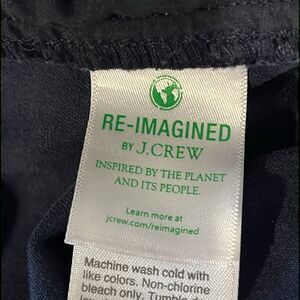 RE-IMAGINED
BY J.CREW
INSPIRED BY THE PLANET
AND ITS PEOPLE.
Learn more at
jcrew.com/reimagined
Machine wash cold with
like colors. Non-chlorine
bleach only. Tumble d